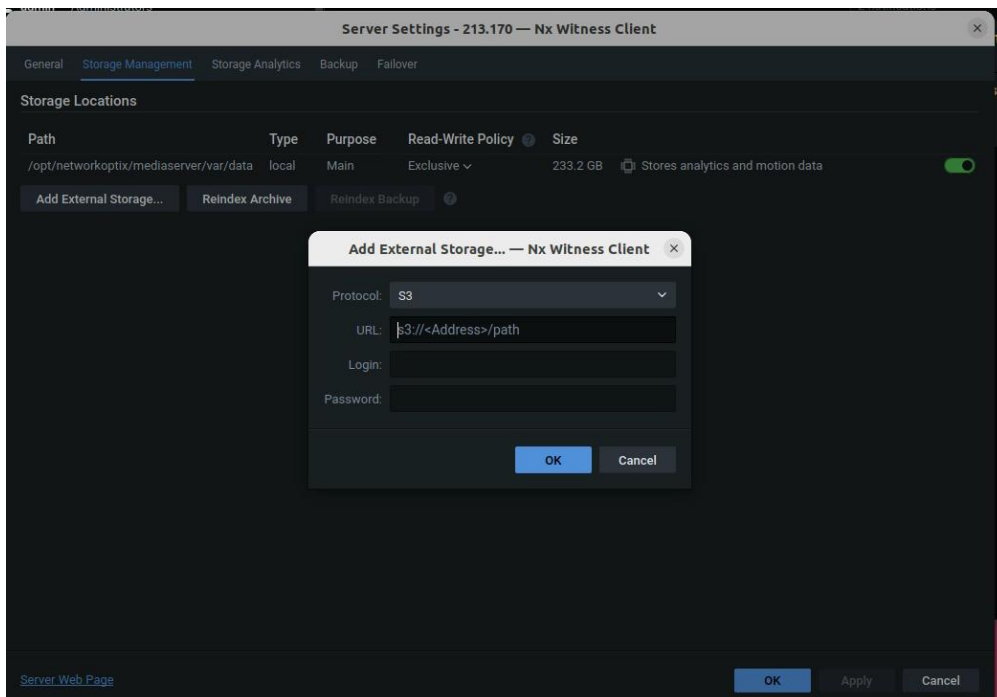 admin Administrators
Server Settings - 213.170 — Nx Witness Client
General Storage Management Storage Analytics Backup Failover
Storage Locations
Path Type Purpose Read-Write Policy ? Size
/opt/networkoptix/mediaserver/var/data local Main Exclusive 233.2 GB Stores analytics and motion data
Add External Storage... Reindex Archive Reindex Backup ?
Add External Storage... — Nx Witness Client
Protocol: S3
URL: s3://<Address>/path
Login:
Password:
OK Cancel
Server Web Page OK Apply Cancel